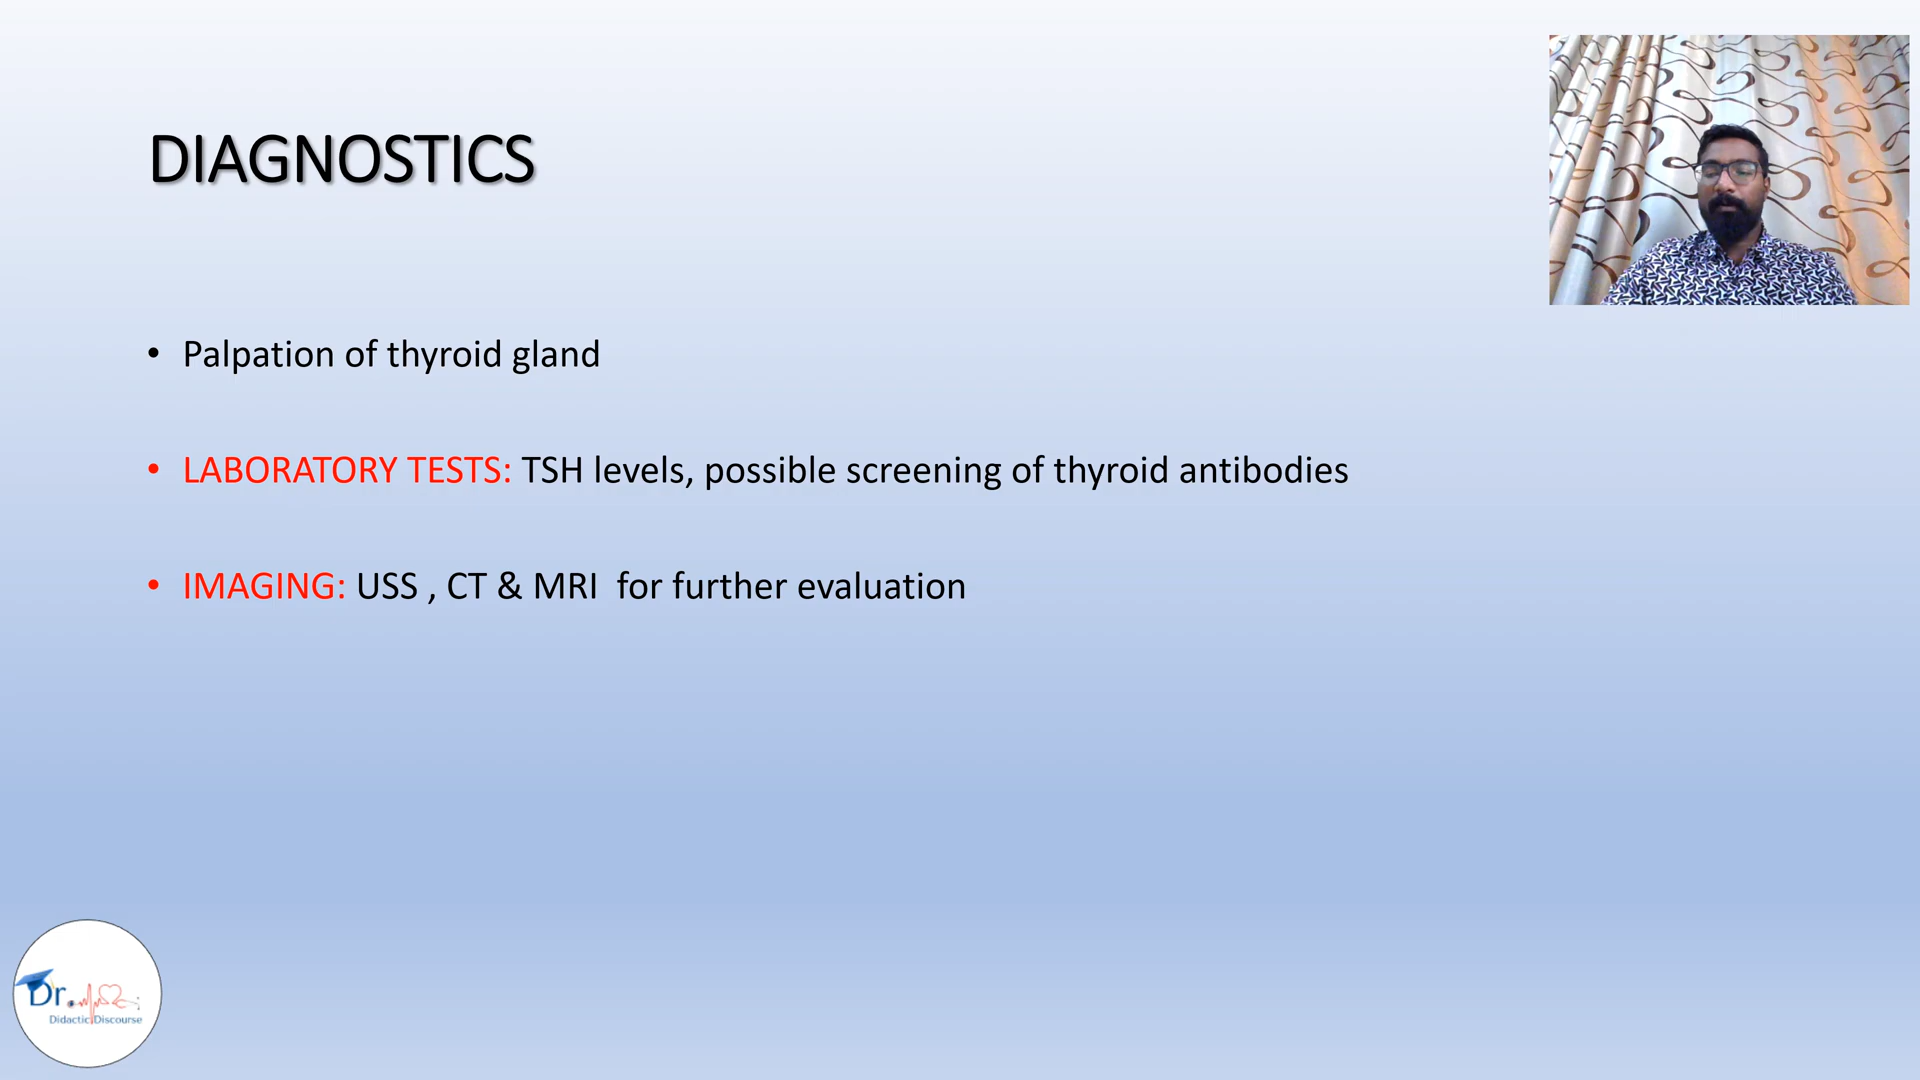 DIAGNOSTICS
• Palpation of thyroid gland
• LABORATORY TESTS: TSH levels, possible screening of thyroid antibodies
• IMAGING: USS , CT & MRI  for further evaluation
Dr.
Didactic Discourse